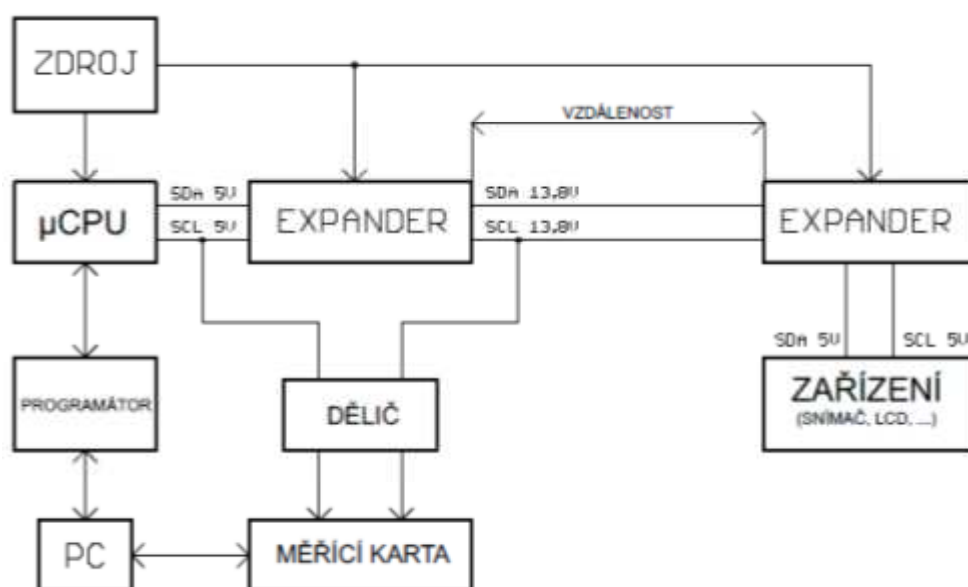 ZDROJ
VZDÁLENOST
µCPU
SDA 5V
SCL 5V
EXPANDER
SDA 13,8V
SCL 13,8V
EXPANDER
SDA 5V
SCL 5V
PROGRAMÁTOR
DĚLIČ
ZAŘÍZENÍ
(SNÍMAČ, LCD, ...)
PC
MĚŘÍCÍ KARTA